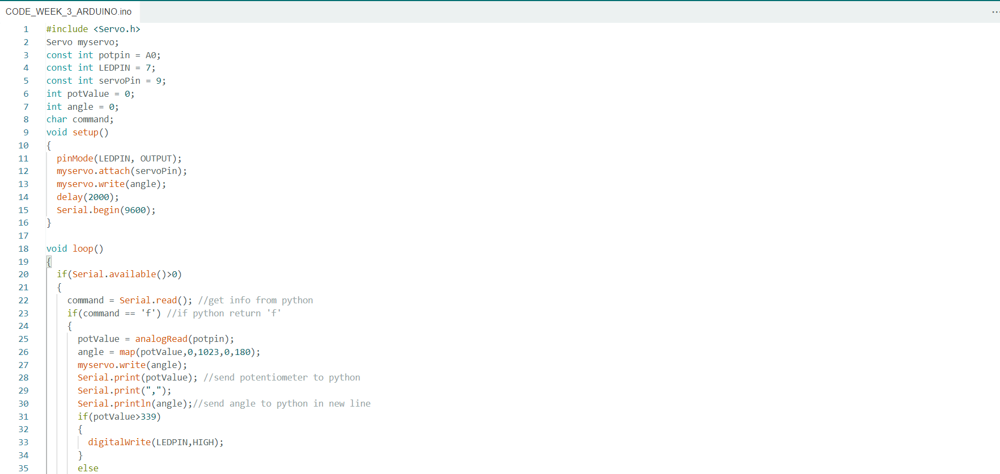 CODE_WEEK_3_ARDUINO.ino
...
1 #include <Servo.h>
2 Servo myservo;
3 const int potpin = A0;
4 const int LEDPIN = 7;
5 const int servoPin = 9;
6 int potValue = 0;
7 int angle = 0;
8 char command;
9 void setup()
10 {
11 pinMode(LEDPIN, OUTPUT);
12 myservo.attach(servoPin);
13 myservo.write(angle);
14 delay(2000);
15 Serial.begin(9600);
16 }
17
18 void loop()
19 {
20 if(Serial.available()>0)
21 {
22 command = Serial.read(); //get info from python
23 if(command == 'f') //if python return 'f'
24 {
25 potValue = analogRead(potpin);
26 angle = map(potValue,0,1023,0,180);
27 myservo.write(angle);
28 Serial.print(potValue); //send potentiometer to python
29 Serial.print(",");
30 Serial.println(angle);//send angle to python in new line
31 if(potValue>339)
32 {
33 digitalWrite(LEDPIN,HIGH);
34 }
35 else